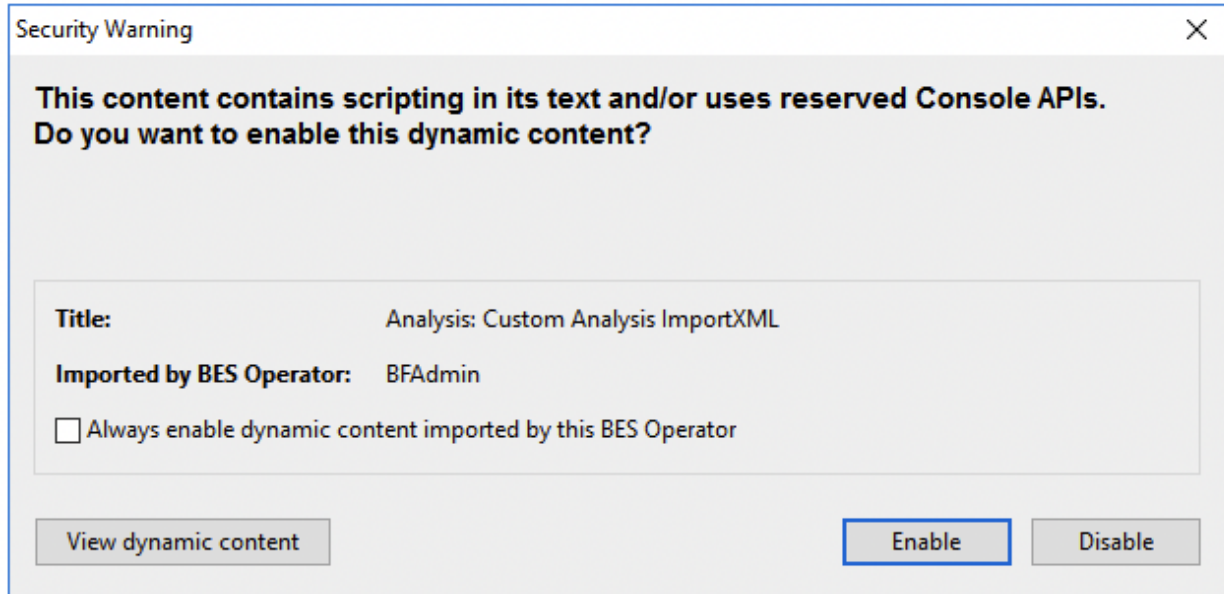 Security Warning
This content contains scripting in its text and/or uses reserved Console APIs.
Do you want to enable this dynamic content?
Title: Analysis: Custom Analysis ImportXML
Imported by BES Operator: BFAdmin
Always enable dynamic content imported by this BES Operator
View dynamic content Enable Disable